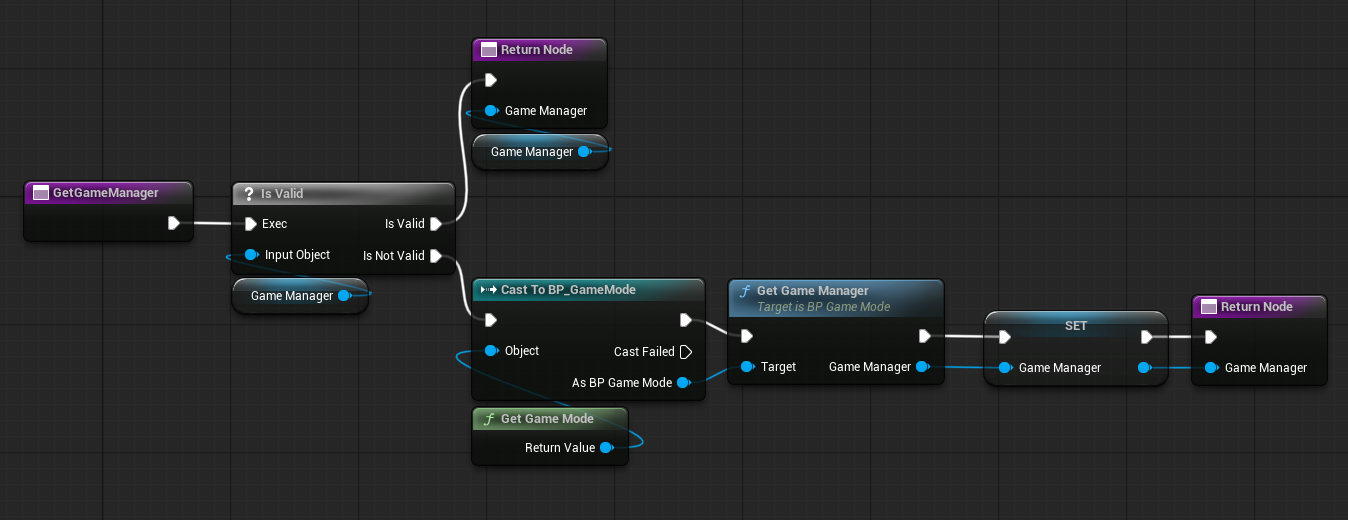 Return Node
Game Manager
Game Manager
GetGameManager
? Is Valid
Exec
Is Valid
Input Object
Is Not Valid
Game Manager
Cast To BP_GameMode
Object
Cast Failed
As BP Game Mode
f Get Game Mode
Return Value
f Get Game Manager
Target is BP Game Mode
Target
Game Manager
SET
Game Manager
Return Node
Game Manager